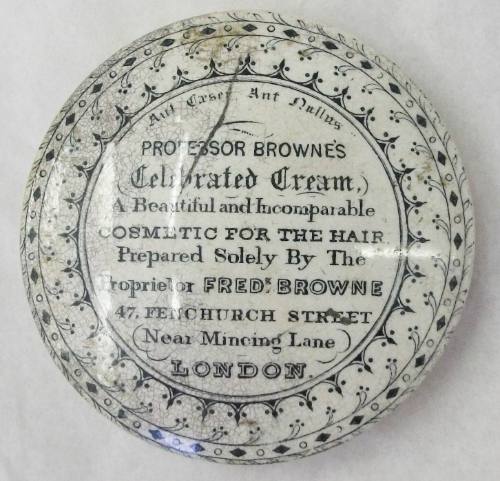 Aut Cæsar Aut Nullus
PROFESSOR BROWNE'S
(Celebrated Cream,)
A Beautiful and Incomparable
COSMETIC FOR THE HAIR
Prepared Solely By The
Proprietor FREDK. BROWNE
47, FENCHURCH STREET
(Near Mincing Lane)
LONDON